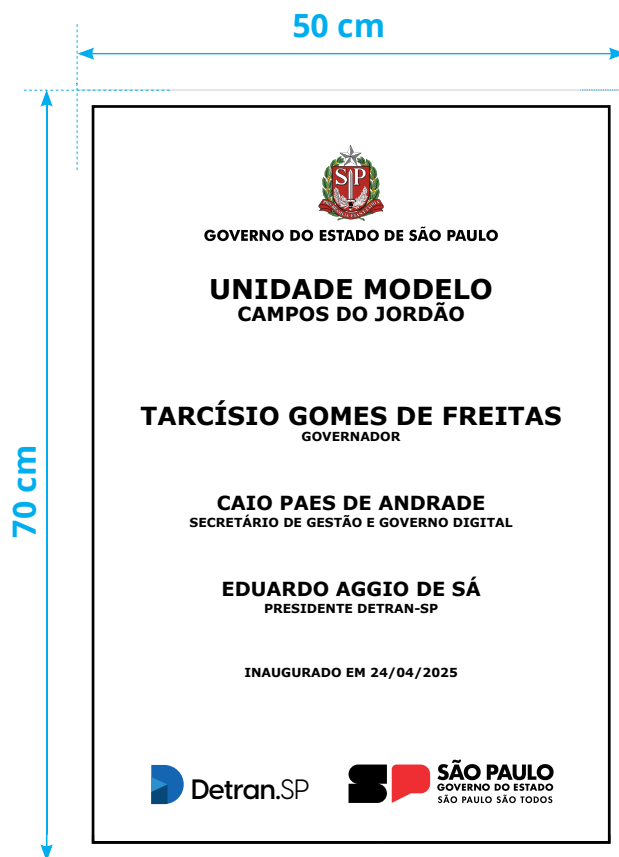 50 cm
70 cm
SP
GOVERNO DO ESTADO DE SÃO PAULO
UNIDADE MODELO
CAMPOS DO JORDÃO
TARCÍSIO GOMES DE FREITAS
GOVERNADOR
CAIO PAES DE ANDRADE
SECRETÁRIO DE GESTÃO E GOVERNO DIGITAL
EDUARDO AGGIO DE SÁ
PRESIDENTE DETRAN-SP
INAUGURADO EM 24/04/2025
Detran.SP
SP
SÃO PAULO
GOVERNO DO ESTADO
SÃO PAULO SÃO TODOS